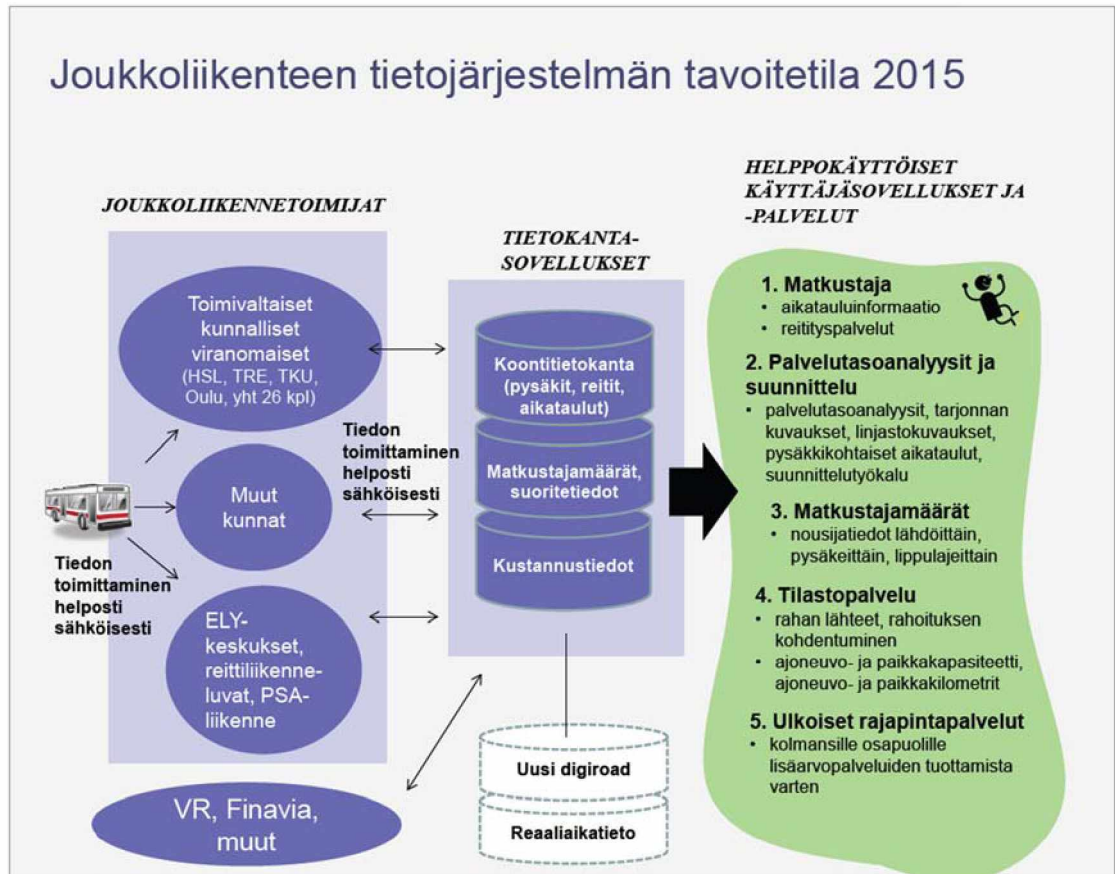 Joukkoliikenteen tietojärjestelmän tavoitetila 2015
JOUKKOLIIKENNETOIMIJAT
Toimivaltaiset
kunnalliset
viranomaiset
(HSL, TRE, TKU,
Oulu, yht 26 kpl)
Muut
kunnat
ELY-
keskukset,
reittiliikenne-
luvat, PSA-
liikenne
VR, Finavia,
muut
Tiedon
toimittaminen
helposti
sähköisesti
Tiedon
toimittaminen
helposti
sähköisesti
TIETOKANTA-
SOVELLUKSET
Koontitietokanta
(pysäkit, reitit,
aikataulut)
Matkustajamäärät,
suoritetiedot
Kustannustiedot
Uusi digiroad
Reaaliaikatieto
HELPPOKÄYTTÖISET
KÄYTTÄJÄSOVELLUKSET JA
-PALVELUT
1. Matkustaja
• aikatauluinformaatio
• reitityspalvelut
2. Palvelutasoanalyysit ja
suunnittelu
• palvelutasoanalyysit, tarjonnan
kuvaukset, linjastokuvaukset,
pysäkkikohtaiset aikataulut,
suunnittelutyökalu
3. Matkustajamäärät
• nousijatiedot lähdöittäin,
pysäkeittäin, lippulajeittain
4. Tilastopalvelu
• rahan lähteet, rahoituksen
kohdentuminen
• ajoneuvo- ja paikkakapasiteetti,
ajoneuvo- ja paikkakilometrit
5. Ulkoiset rajapintapalvelut
• kolmansille osapuolille
lisäarvopalveluiden tuottamista
varten